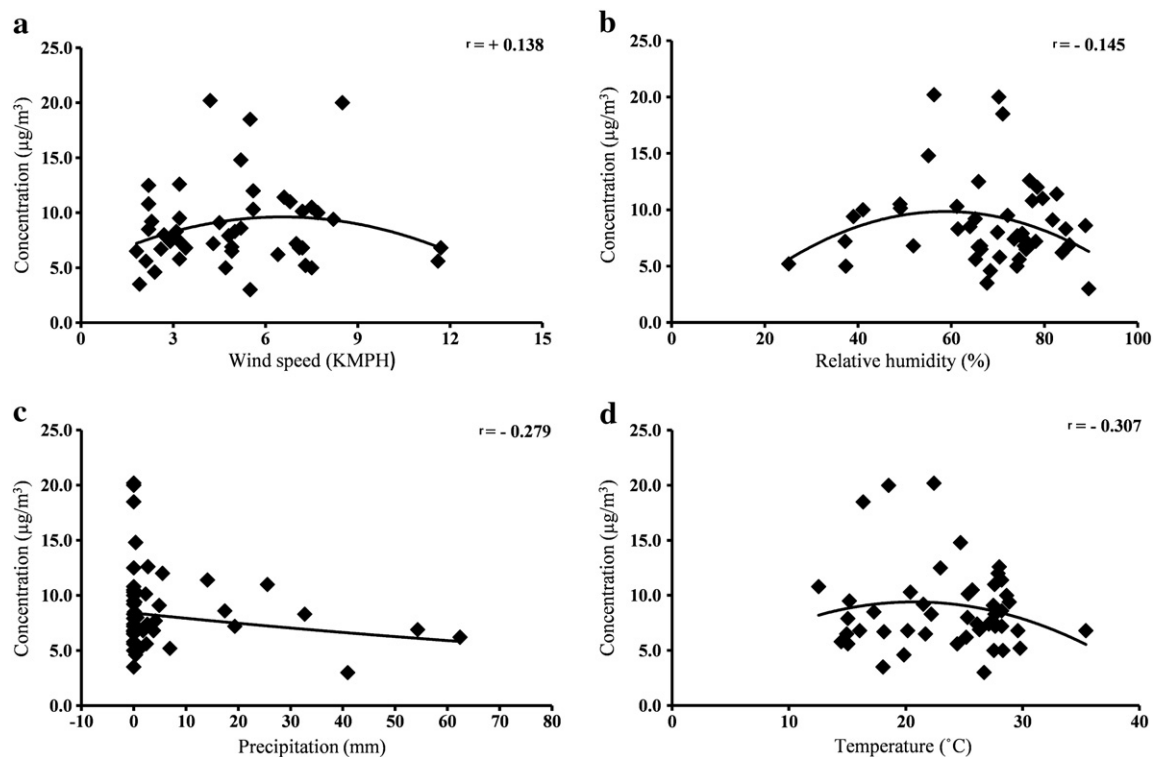 a
r = + 0.138
Concentration (µg/m³)
25.0
20.0
15.0
10.0
5.0
0.0
0 3 6 9 12 15
Wind speed (KMPH)
b
r = - 0.145
Concentration (µg/m³)
25.0
20.0
15.0
10.0
5.0
0.0
0 20 40 60 80 100
Relative humidity (%)
c
r = - 0.279
Concentration (µg/m³)
25.0
20.0
15.0
10.0
5.0
0.0
-10 0 10 20 30 40 50 60 70 80
Precipitation (mm)
d
r = - 0.307
Concentration (µg/m³)
25.0
20.0
15.0
10.0
5.0
0.0
0 10 20 30 40
Temperature (˚C)